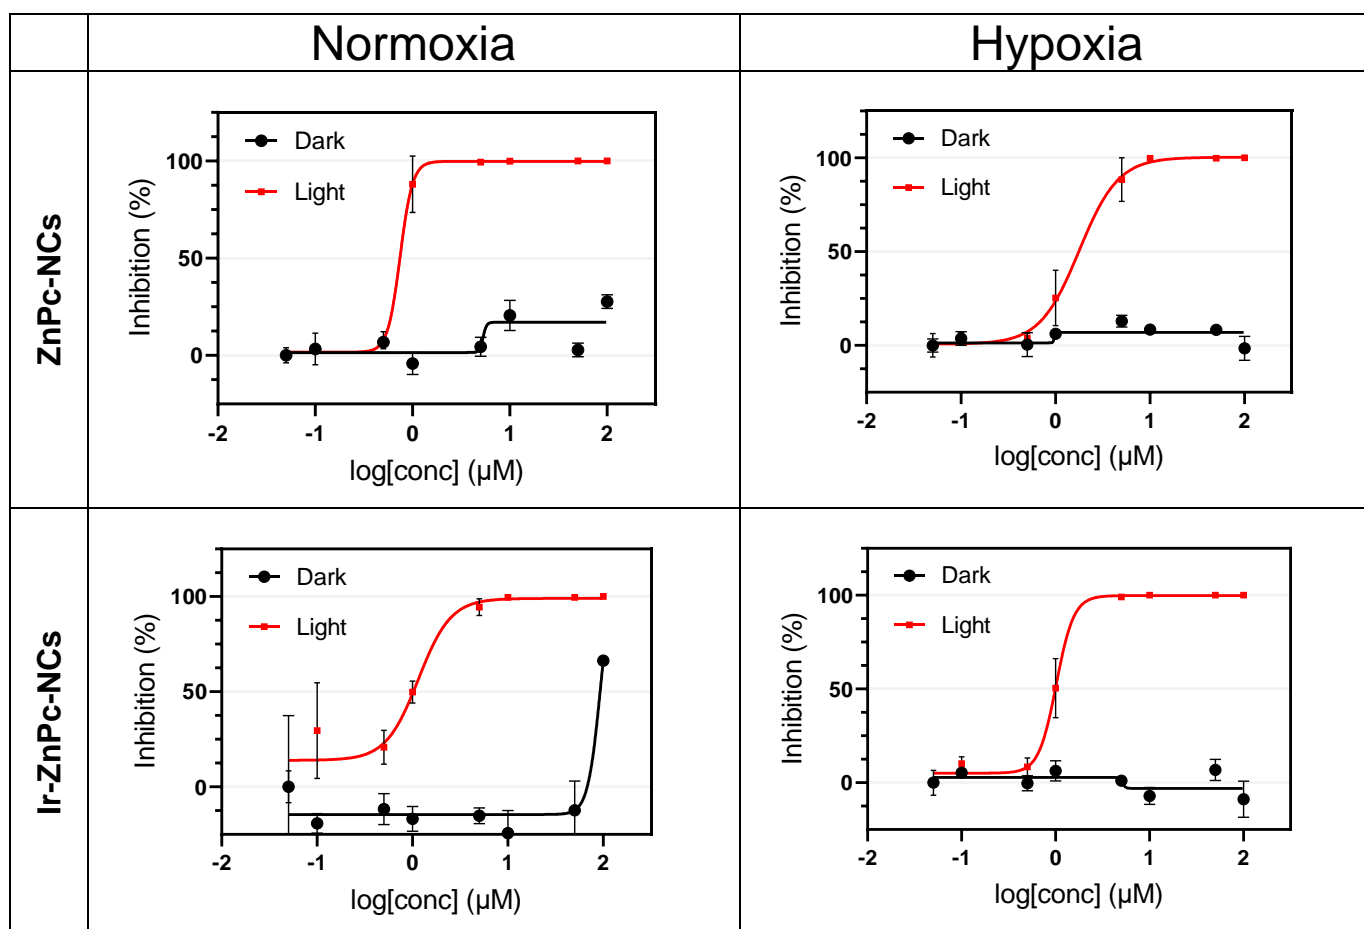 Normoxia
Hypoxia
ZnPc-NCs
Inhibition (%)
100
50
0
Dark
Light
-2 -1 0 1 2
log[conc] (µM)
Inhibition (%)
100
50
0
Dark
Light
-2 -1 0 1 2
log[conc] (µM)
Ir-ZnPc-NCs
Inhibition (%)
100
50
0
Dark
Light
-2 -1 0 1 2
log[conc] (µM)
Inhibition (%)
100
50
0
Dark
Light
-2 -1 0 1 2
log[conc] (µM)